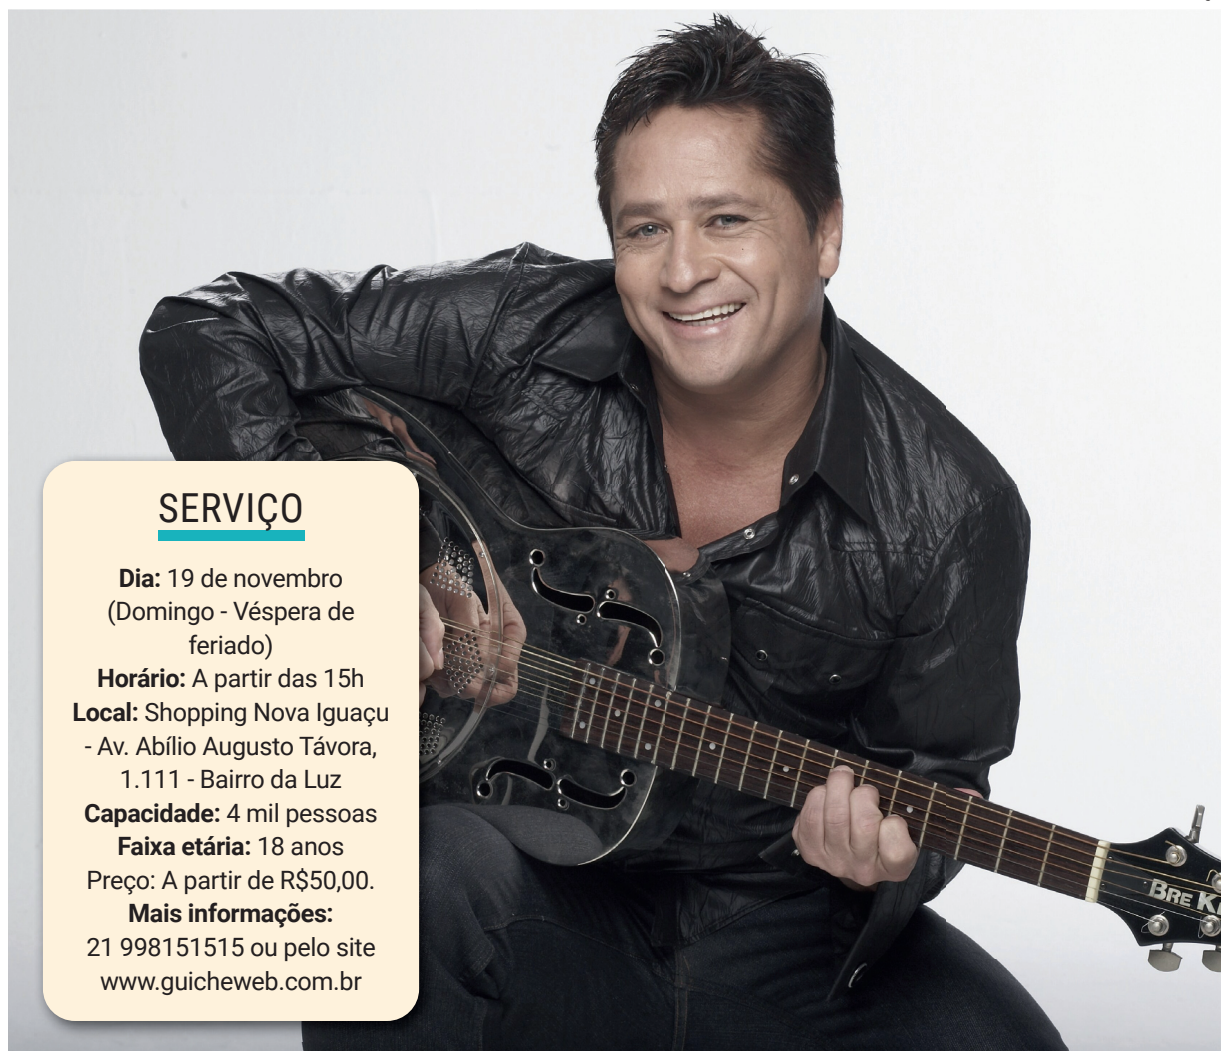 SERVIÇO
Dia: 19 de novembro
(Domingo - Véspera de
feriado)
Horário: A partir das 15h
Local: Shopping Nova Iguaçu
- Av. Abílio Augusto Távora,
1.111 - Bairro da Luz
Capacidade: 4 mil pessoas
Faixa etária: 18 anos
Preço: A partir de R$50,00.
Mais informações:
21 998151515 ou pelo site
www.guicheweb.com.br
BRE